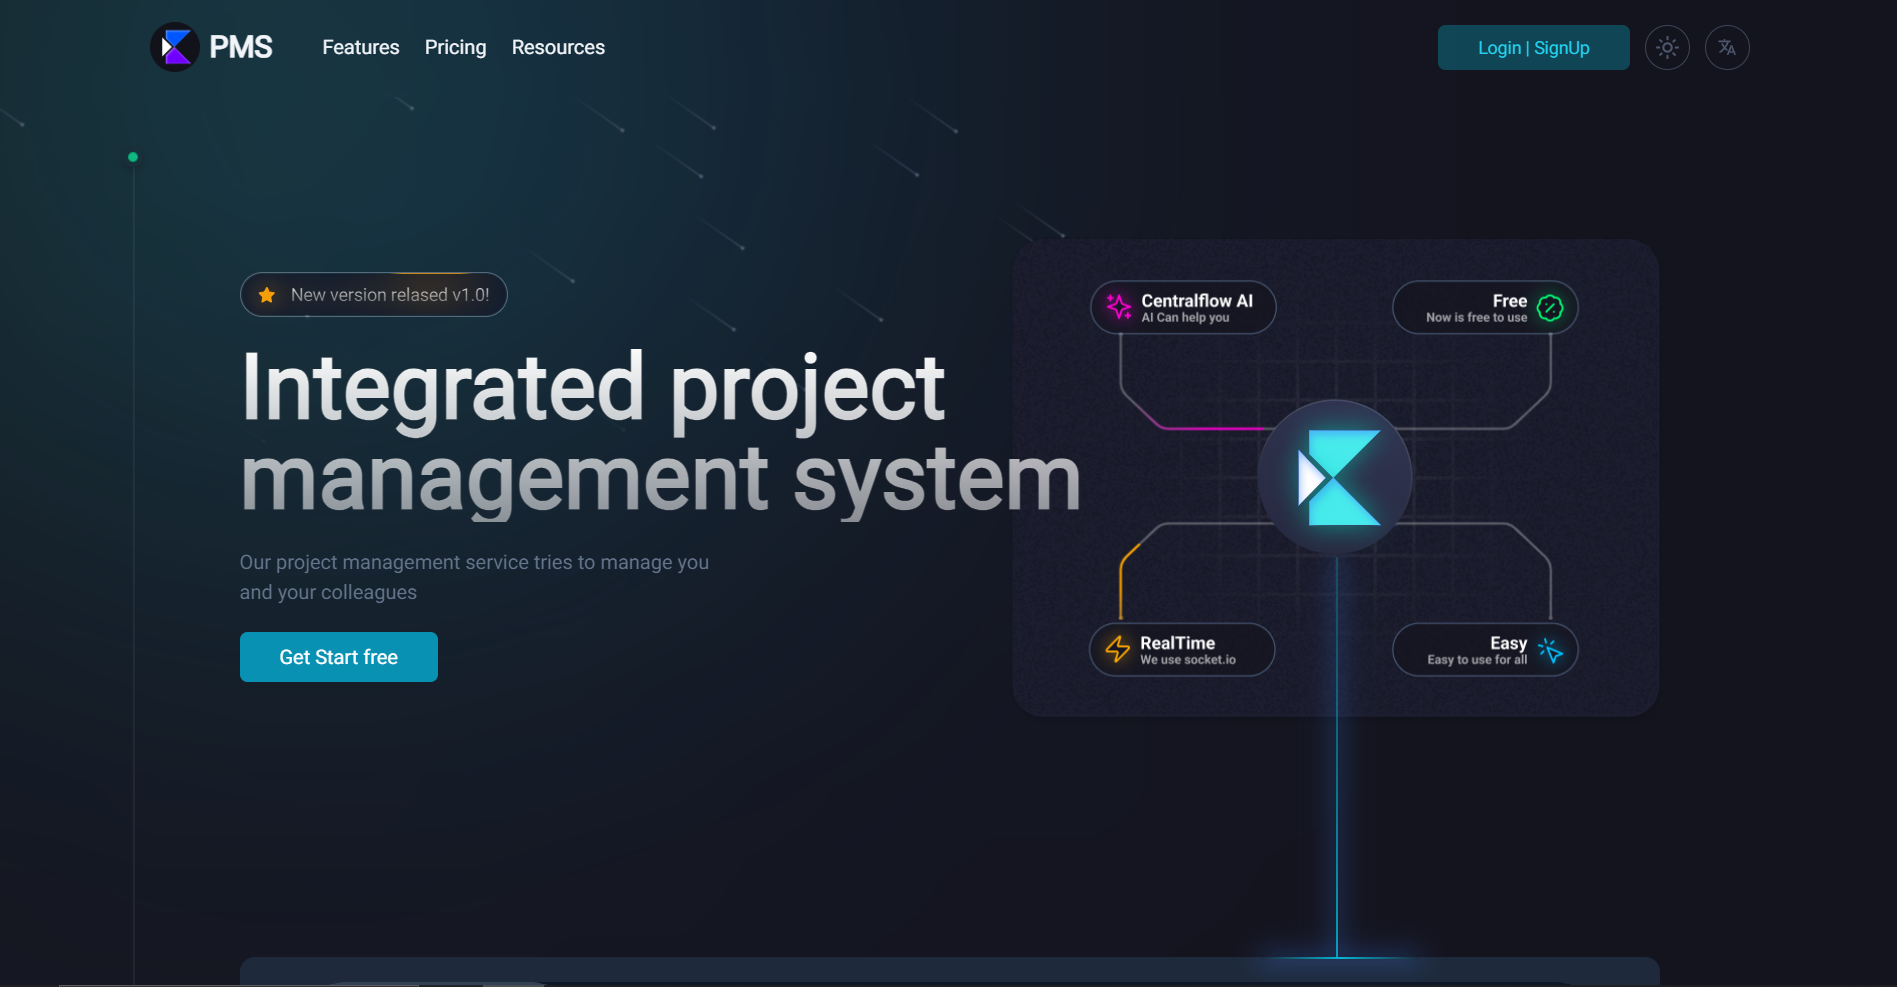 PMS
Features
Pricing
Resources
Login | SignUp
New version relased v1.0!
Integrated project
management system
Our project management service tries to manage you
and your colleagues
Get Start free
Centralflow AI
AI Can help you
Free
Now is free to use
RealTime
We use socket.io
Easy
Easy to use for all